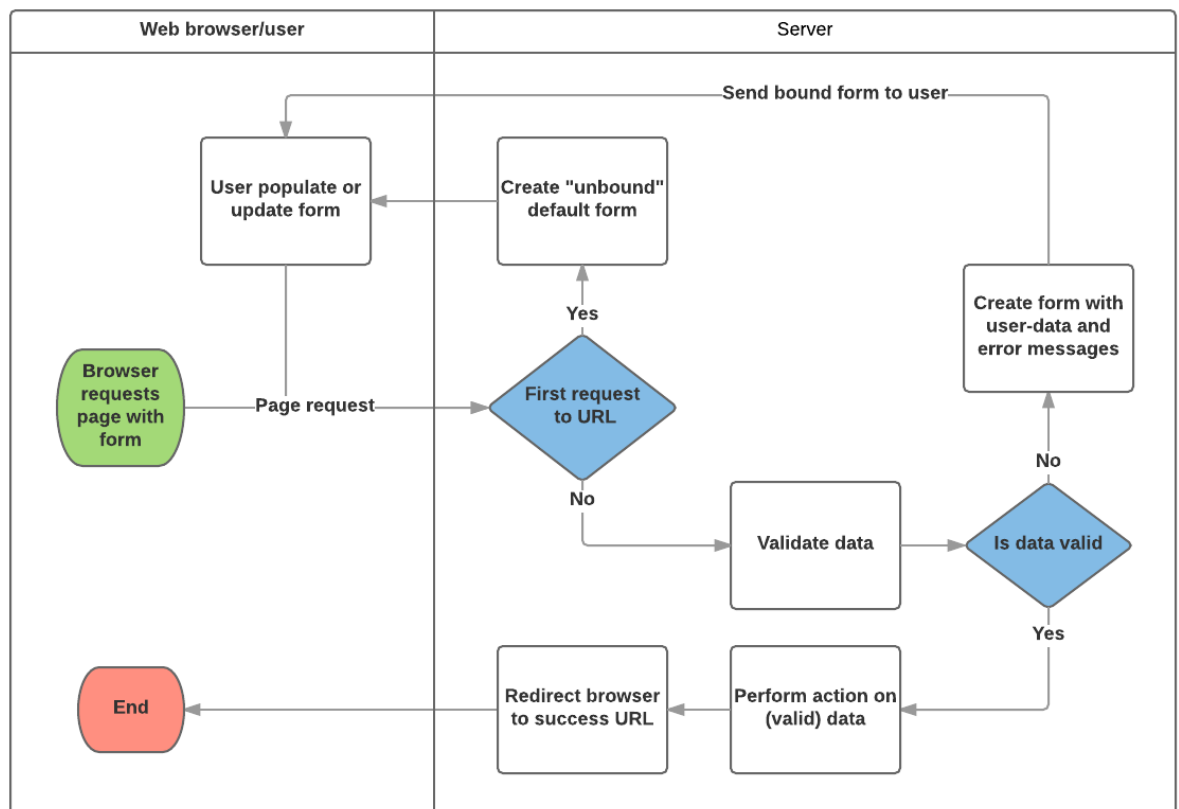 Web browser/user
Server
Send bound form to user
User populate or
update form
Create "unbound"
default form
Yes
Create form with
user-data and
error messages
Browser
requests
page with
form
Page request
First request
to URL
No
No
Validate data
Is data valid
Yes
End
Redirect browser
to success URL
Perform action on
(valid) data